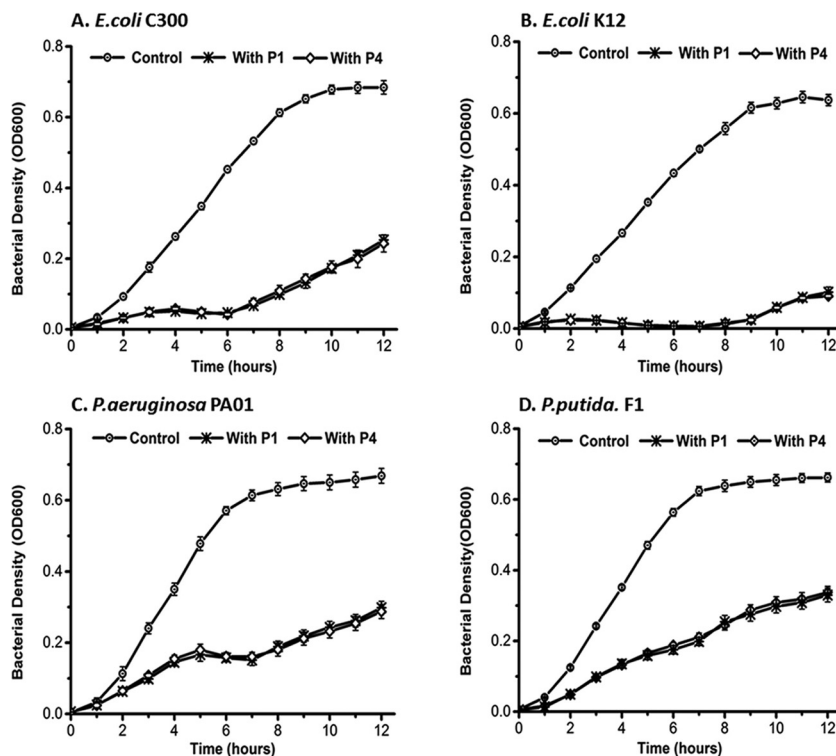 A. E.coli C300
Control With P1 With P4
Bacterial Density (OD600)
0.8
0.6
0.4
0.2
0.0
0 2 4 6 8 10 12
Time (hours)
B. E.coli K12
Control With P1 With P4
Bacterial Density (OD600)
0.8
0.6
0.4
0.2
0.0
0 2 4 6 8 10 12
Time (hours)
C. P.aeruginosa PA01
Control With P1 With P4
Bacterial Density (OD600)
0.8
0.6
0.4
0.2
0.0
0 2 4 6 8 10 12
Time (hours)
D. P.putida. F1
Control With P1 With P4
Bacterial Density(OD600)
0.8
0.6
0.4
0.2
0.0
0 2 4 6 8 10 12
Time (hours)